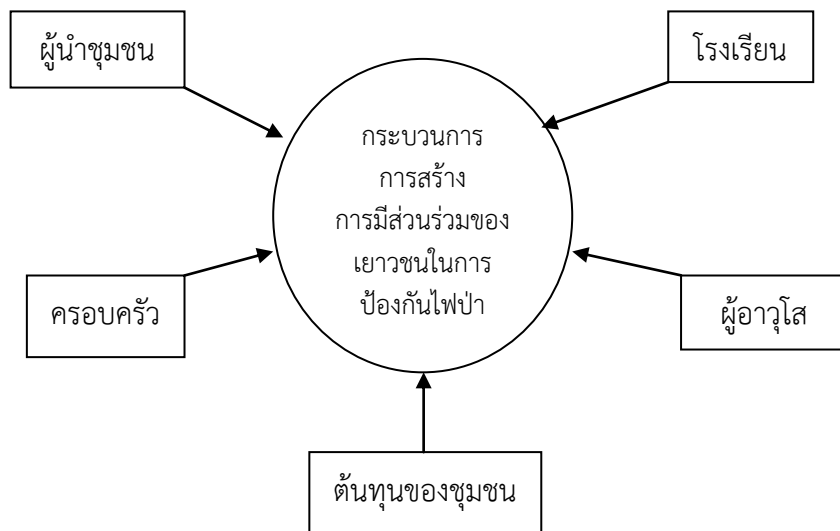 ผู้นำชุมชน
โรงเรียน
กระบวนการ
การสร้าง
การมีส่วนร่วมของ
เยาวชนในการ
ป้องกันไฟป่า
ครอบครัว
ผู้อาวุโส
ต้นทุนของชุมชน